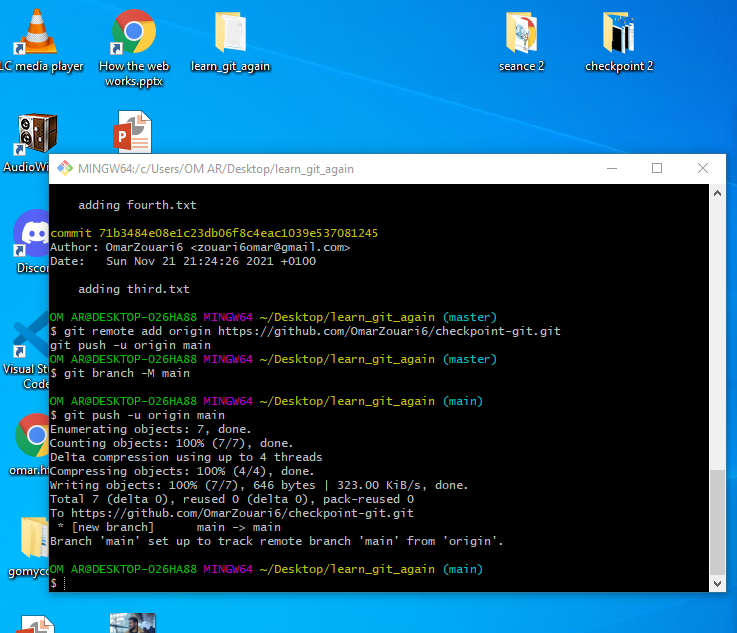 LC media player
How the web
works.pptx
learn_git_again
seance 2
checkpoint 2
AudioWi
Discor
Visual St
Code
omar.h
gomyco
MINGW64:/c/Users/OM AR/Desktop/learn_git_again
adding fourth.txt
commit 71b3484e08e1c23db06f8c4eac1039e537081245
Author: OmarZouari6 <zouari6omar@gmail.com>
Date:   Sun Nov 21 21:24:26 2021 +0100
adding third.txt
OM AR@DESKTOP-O26HA88 MINGW64 ~/Desktop/learn_git_again (master)
$ git remote add origin https://github.com/OmarZouari6/checkpoint-git.git
git push -u origin main
OM AR@DESKTOP-O26HA88 MINGW64 ~/Desktop/learn_git_again (master)
$ git branch -M main
OM AR@DESKTOP-O26HA88 MINGW64 ~/Desktop/learn_git_again (main)
$ git push -u origin main
Enumerating objects: 7, done.
Counting objects: 100% (7/7), done.
Delta compression using up to 4 threads
Compressing objects: 100% (4/4), done.
Writing objects: 100% (7/7), 646 bytes | 323.00 KiB/s, done.
Total 7 (delta 0), reused 0 (delta 0), pack-reused 0
To https://github.com/OmarZouari6/checkpoint-git.git
 * [new branch]      main -> main
Branch 'main' set up to track remote branch 'main' from 'origin'.
OM AR@DESKTOP-O26HA88 MINGW64 ~/Desktop/learn_git_again (main)
$